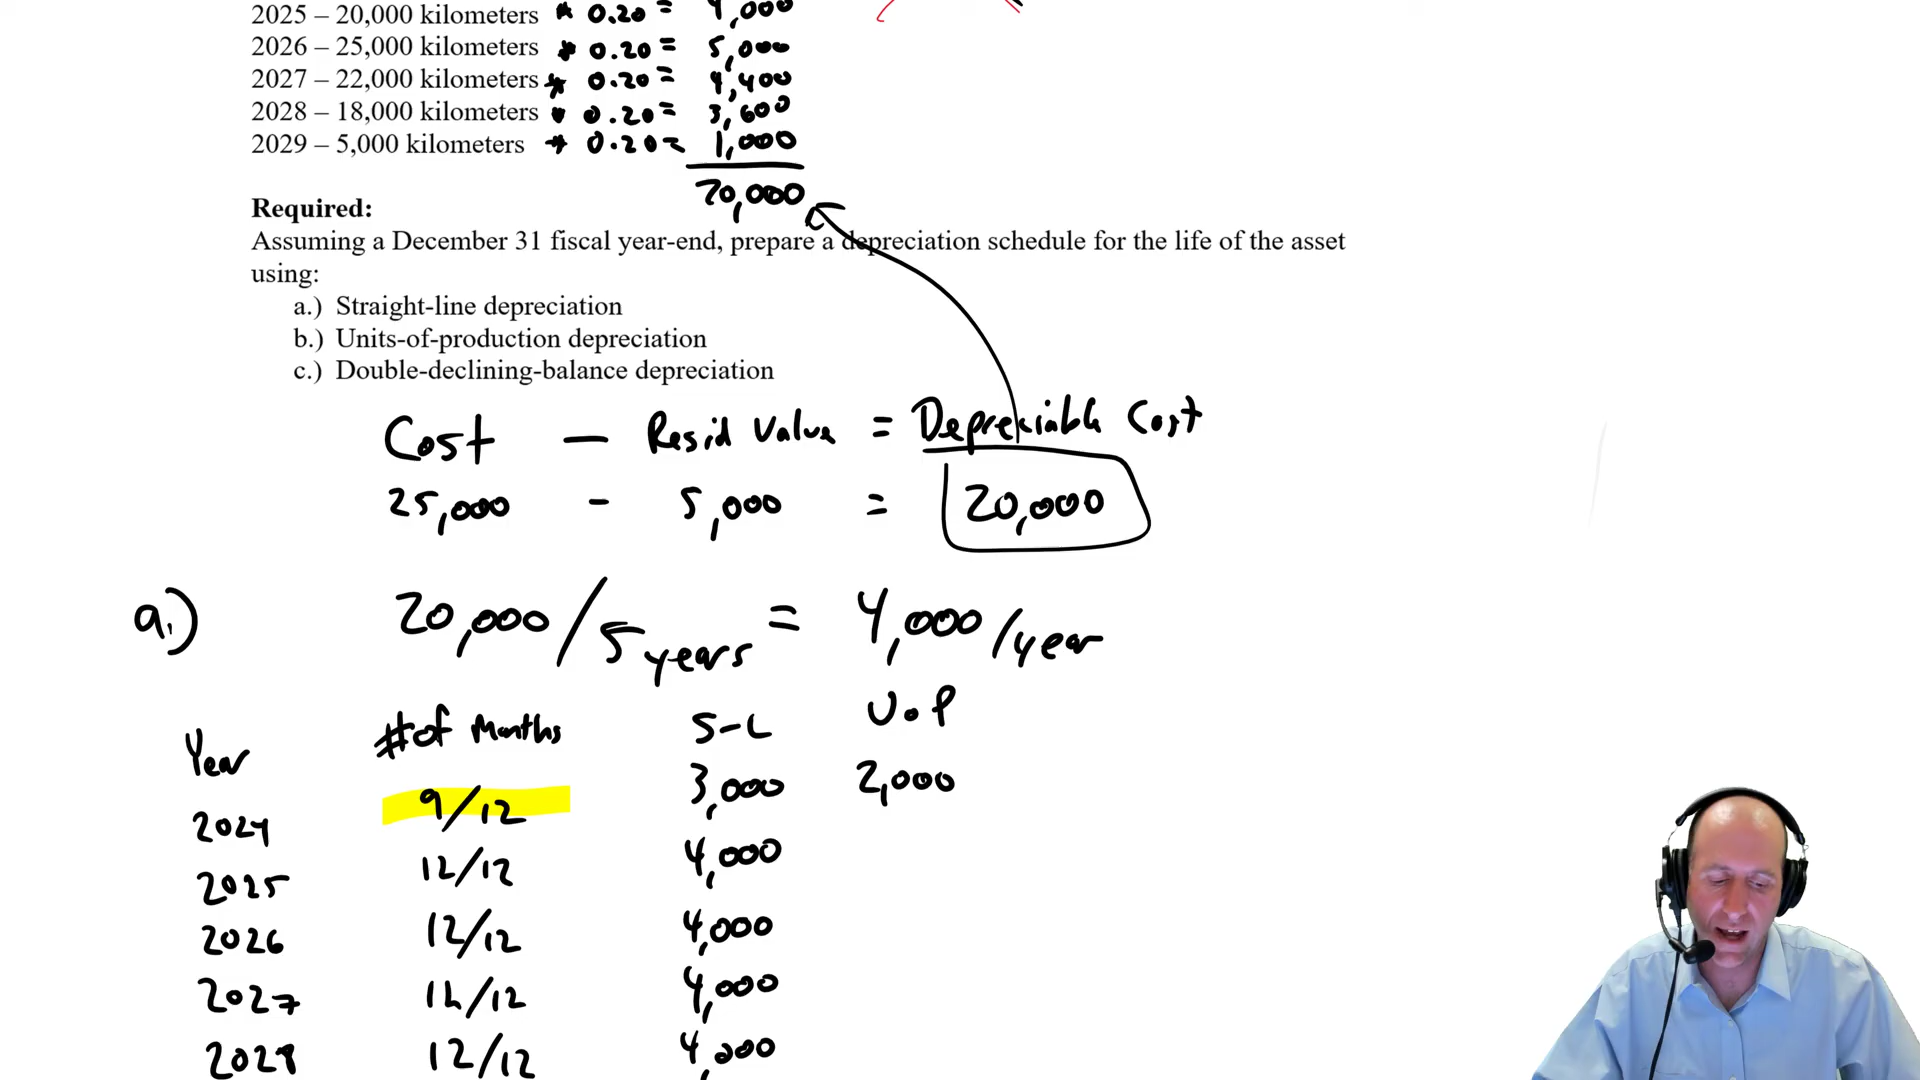 2025 – 20,000 kilometers * 0.20 = 4,000
2026 – 25,000 kilometers * 0.20 = 5,000
2027 – 22,000 kilometers * 0.20 = 4,400
2028 – 18,000 kilometers * 0.20 = 3,600
2029 – 5,000 kilometers * 0.20 = 1,000
20,000
Required:
Assuming a December 31 fiscal year-end, prepare a depreciation schedule for the life of the asset
using:
a.) Straight-line depreciation
b.) Units-of-production depreciation
c.) Double-declining-balance depreciation
Cost – Resid Value = Depreciable Cost
25,000 - 5,000 = 20,000
a.) 20,000 / 5 years = 4,000 / year
Year # of Months S-L U.o.P
2024 9/12 3,000 2,000
2025 12/12 4,000
2026 12/12 4,000
2027 12/12 4,000
2028 12/12 4,000